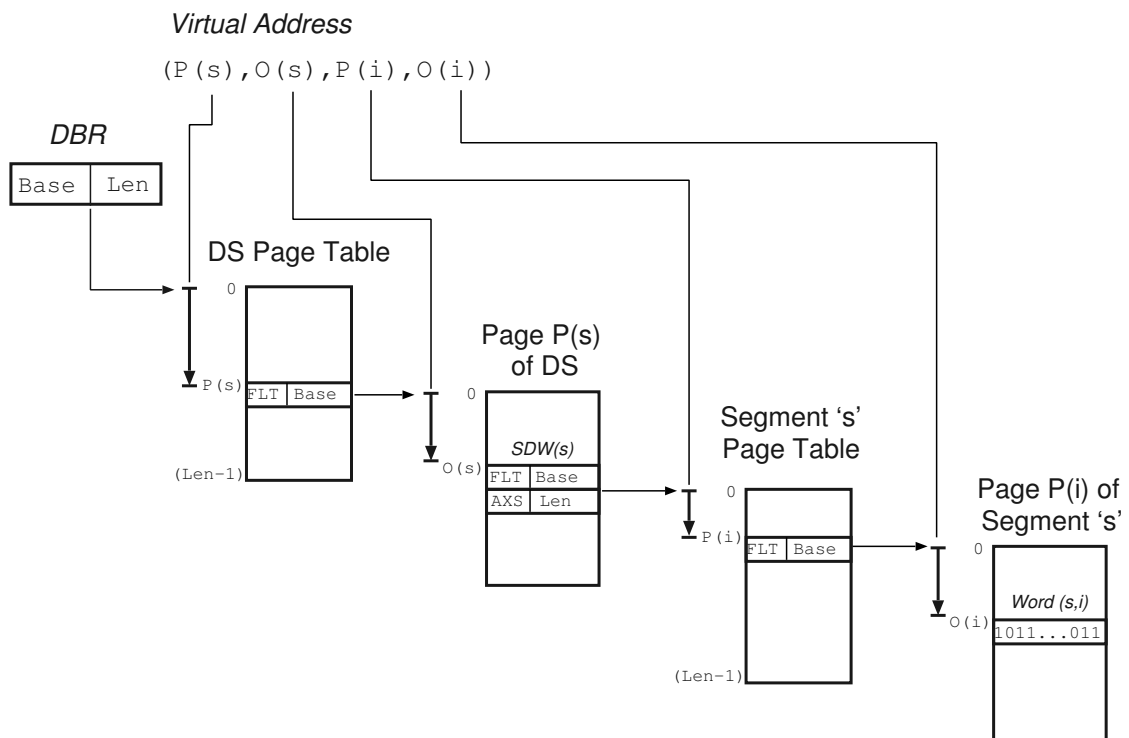 Virtual Address
(P(s),O(s),P(i),O(i))
DBR
Base Len
DS Page Table
0
P(s)
FLT Base
(Len-1)
Page P(s)
of DS
0
SDW(s)
O(s)
FLT Base
AXS Len
Segment ‘s’
Page Table
0
P(i)
FLT Base
(Len-1)
Page P(i) of
Segment ‘s’
0
Word (s,i)
O(i)
1011...011